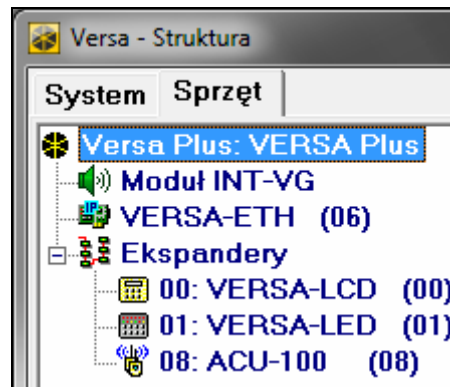 Versa - Struktura
System Sprzęt
Versa Plus: VERSA Plus
Moduł INT-VG
VERSA-ETH (06)
Ekspandery
00: VERSA-LCD (00)
01: VERSA-LED (01)
08: ACU-100 (08)